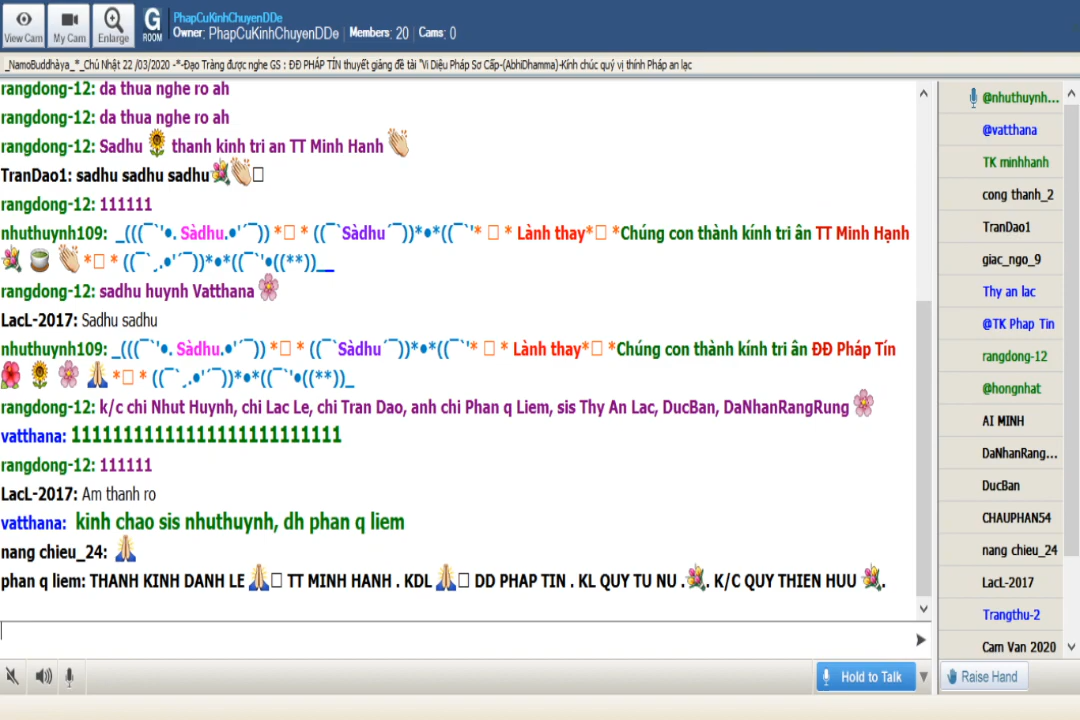 PhapCuKinhChuyenDDe
Owner: PhapCuKinhChuyenDDe | Members: 20 | Cams: 0
View Cam
My Cam
Enlarge
G ROOM
_NamoBuddhàya_*_Chủ Nhật 22 /03/2020 -*-Đạo Tràng được nghe GS : ĐĐ PHÁP TÍN thuyết giảng đề tài "Vi Diệu Pháp Sơ Cấp-(AbhiDhamma)-Kính chúc quý vị thính Pháp an lạc
rangdong-12: da thua nghe ro ah
rangdong-12: da thua nghe ro ah
rangdong-12: Sadhu 🌻 thanh kinh tri an TT Minh Hanh 👏
TranDao1: sadhu sadhu sadhu💐👏□
rangdong-12: 111111
nhuthuynh109: _(((¯`'•. Sàdhu.•'´¯)) *□ * ((¯`Sàdhu´¯))*•*((¯`'* □ * Lành thay*□ *Chúng con thành kính tri ân TT Minh Hạnh
💐 🍵 👏 *□ * ((¯`¸.•'´¯))*•*((¯`'•((**))__
rangdong-12: sadhu huynh Vatthana 🌸
LacL-2017: Sadhu sadhu
nhuthuynh109: _(((¯`'•. Sàdhu.•'´¯)) *□ * ((¯`Sàdhu´¯))*•*((¯`'* □ * Lành thay*□ *Chúng con thành kính tri ân ĐĐ Pháp Tín
🌺 🌻 🌸 🙏 *□ * ((¯`¸.•'´¯))*•*((¯`'•((**))_
rangdong-12: k/c chi Nhut Huynh, chi Lac Le, chi Tran Dao, anh chi Phan q Liem, sis Thy An Lac, DucBan, DaNhanRangRung 🌸
vatthana: 11111111111111111111111111
rangdong-12: 111111
LacL-2017: Am thanh ro
vatthana: kinh chao sis nhuthuynh, dh phan q liem
nang chieu_24: 🙏
phan q liem: THANH KINH DANH LE 🙏□ TT MINH HANH . KDL 🙏□ DD PHAP TIN . KL QUY TU NU .💐. K/C QUY THIEN HUU 💐.
@nhuthuynh...
@vatthana
TK minhhanh
cong thanh_2
TranDao1
giac_ngo_9
Thy an lac
@TK Phap Tin
rangdong-12
@hongnhat
AI MINH
DaNhanRang...
DucBan
CHAUPHAN54
nang chieu_24
LacL-2017
Trangthu-2
Cam Van 2020
Hold to Talk
Raise Hand